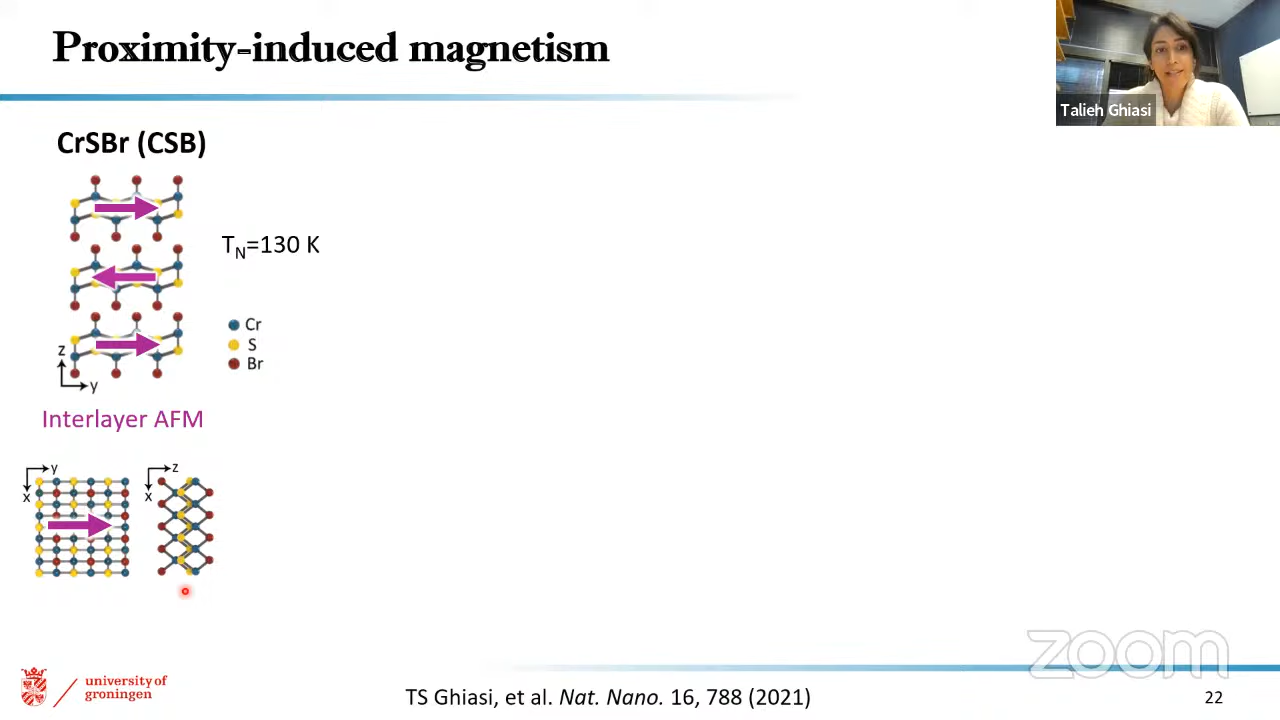 Proximity-induced magnetism
Talieh Ghiasi
CrSBr (CSB)
TN=130 K
Cr
S
Br
z
y
Interlayer AFM
y
x
z
x
zoom
university of
groningen
TS Ghiasi, et al. Nat. Nano. 16, 788 (2021)
22